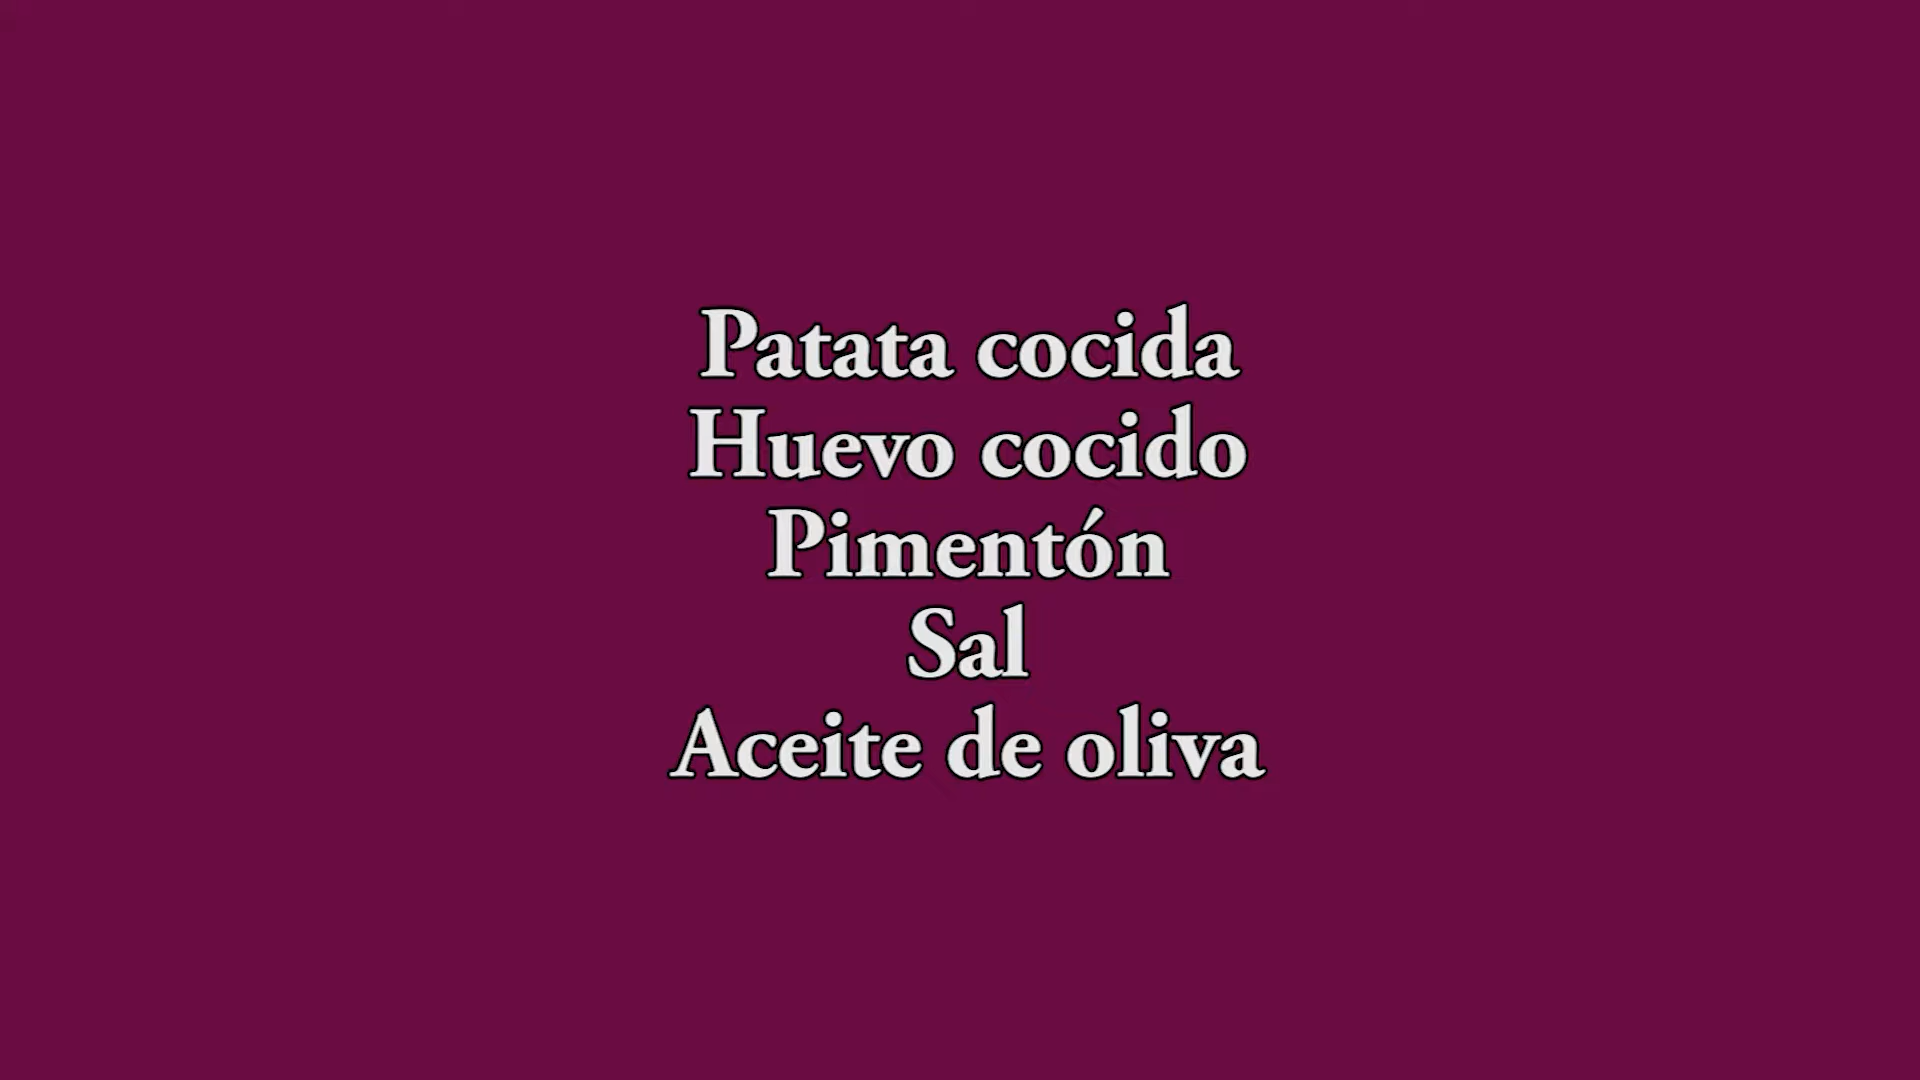 Patata cocida
Huevo cocido
Pimentón
Sal
Aceite de oliva